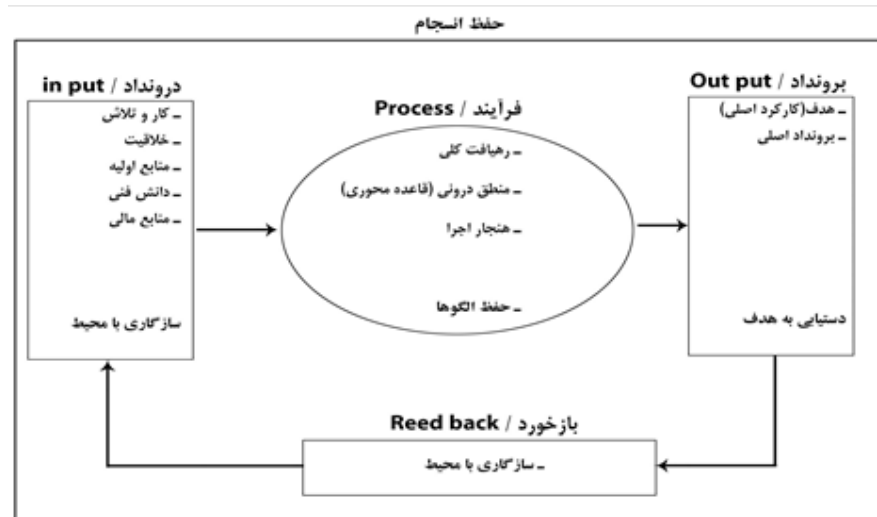 حفظ انسجام
درونداد / in put
ـ کار و تلاش
ـ خلاقیت
ـ منابع اولیه
ـ دانش فنی
ـ منابع مالی
سازگاری با محیط
فرآیند / Process
ـ رهیافت کلی
ـ منطق درونی (قاعده محوری)
ـ هنجار اجرا
ـ حفظ الگوها
برونداد / Out put
ـ هدف(کارکرد اصلی)
ـ برونداد اصلی
دستیابی به هدف
بازخورد / Reed back
ـ سازگاری با محیط